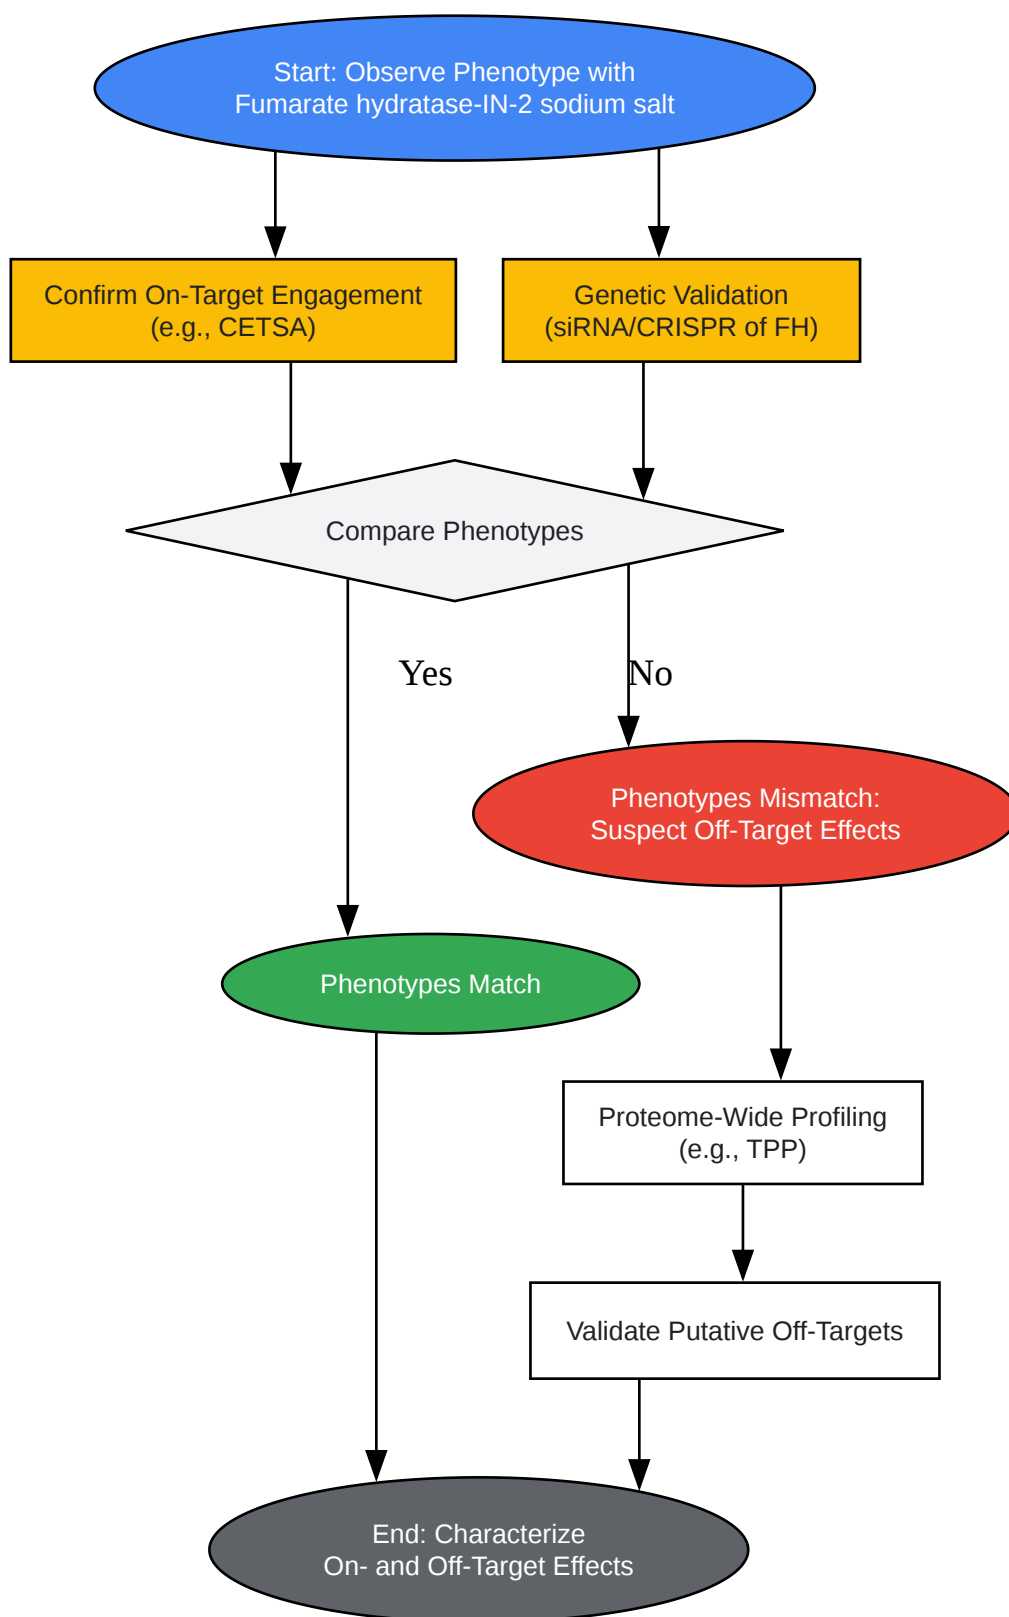 Start: Observe Phenotype with
Fumarate hydratase-IN-2 sodium salt
Confirm On-Target Engagement
(e.g., CETSA)
Genetic Validation
(siRNA/CRISPR of FH)
Compare Phenotypes
Yes
No
Phenotypes Mismatch:
Suspect Off-Target Effects
Phenotypes Match
Proteome-Wide Profiling
(e.g., TPP)
Validate Putative Off-Targets
End: Characterize
On- and Off-Target Effects